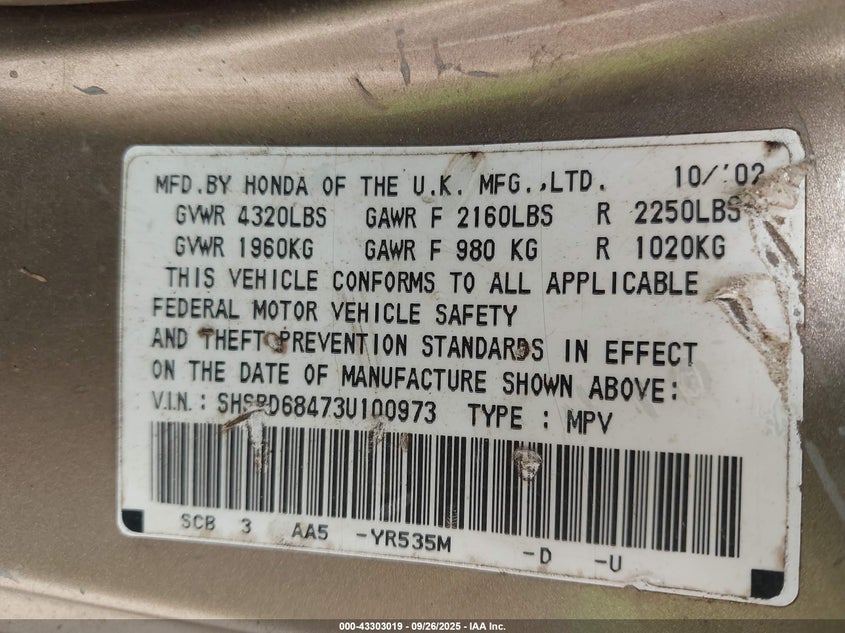 MFD.BY HONDA OF THE U.K. MFG.,LTD. 10/'02
GVWR 4320LBS GAWR F 2160LBS R 2250LBS
GVWR 1960KG GAWR F 980 KG R 1020KG
THIS VEHICLE CONFORMS TO ALL APPLICABLE
FEDERAL MOTOR VEHICLE SAFETY
AND THEFT PREVENTION STANDARDS IN EFFECT
ON THE DATE OF MANUFACTURE SHOWN ABOVE:
V.I.N.: SHSRD68473U100973 TYPE : MPV
SCB 3 AA5 -YR535M -D -U
000-43303019 - 09/26/2025 - IAA Inc.